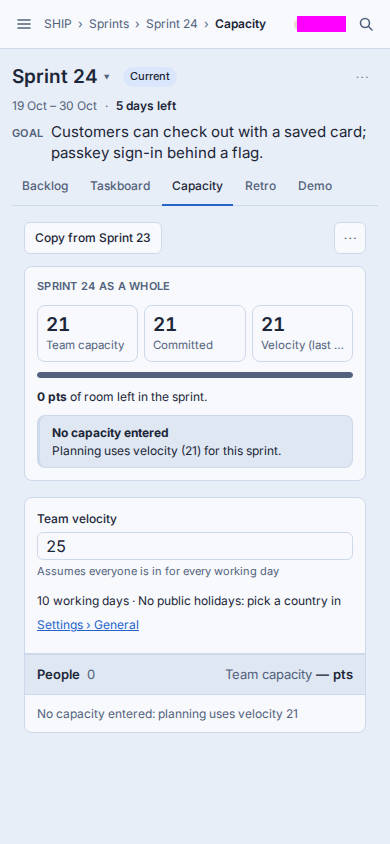 SHIP › Sprints › Sprint 24 › Capacity
Sprint 24 ▾ Current ···
19 Oct – 30 Oct · 5 days left
GOAL Customers can check out with a saved card;
passkey sign-in behind a flag.
Backlog Taskboard Capacity Retro Demo
Copy from Sprint 23 ···
SPRINT 24 AS A WHOLE
21 21 21
Team capacity Committed Velocity (last ...
0 pts of room left in the sprint.
No capacity entered
Planning uses velocity (21) for this sprint.
Team velocity
25
Assumes everyone is in for every working day
10 working days · No public holidays: pick a country in
Settings › General
People 0 Team capacity — pts
No capacity entered: planning uses velocity 21